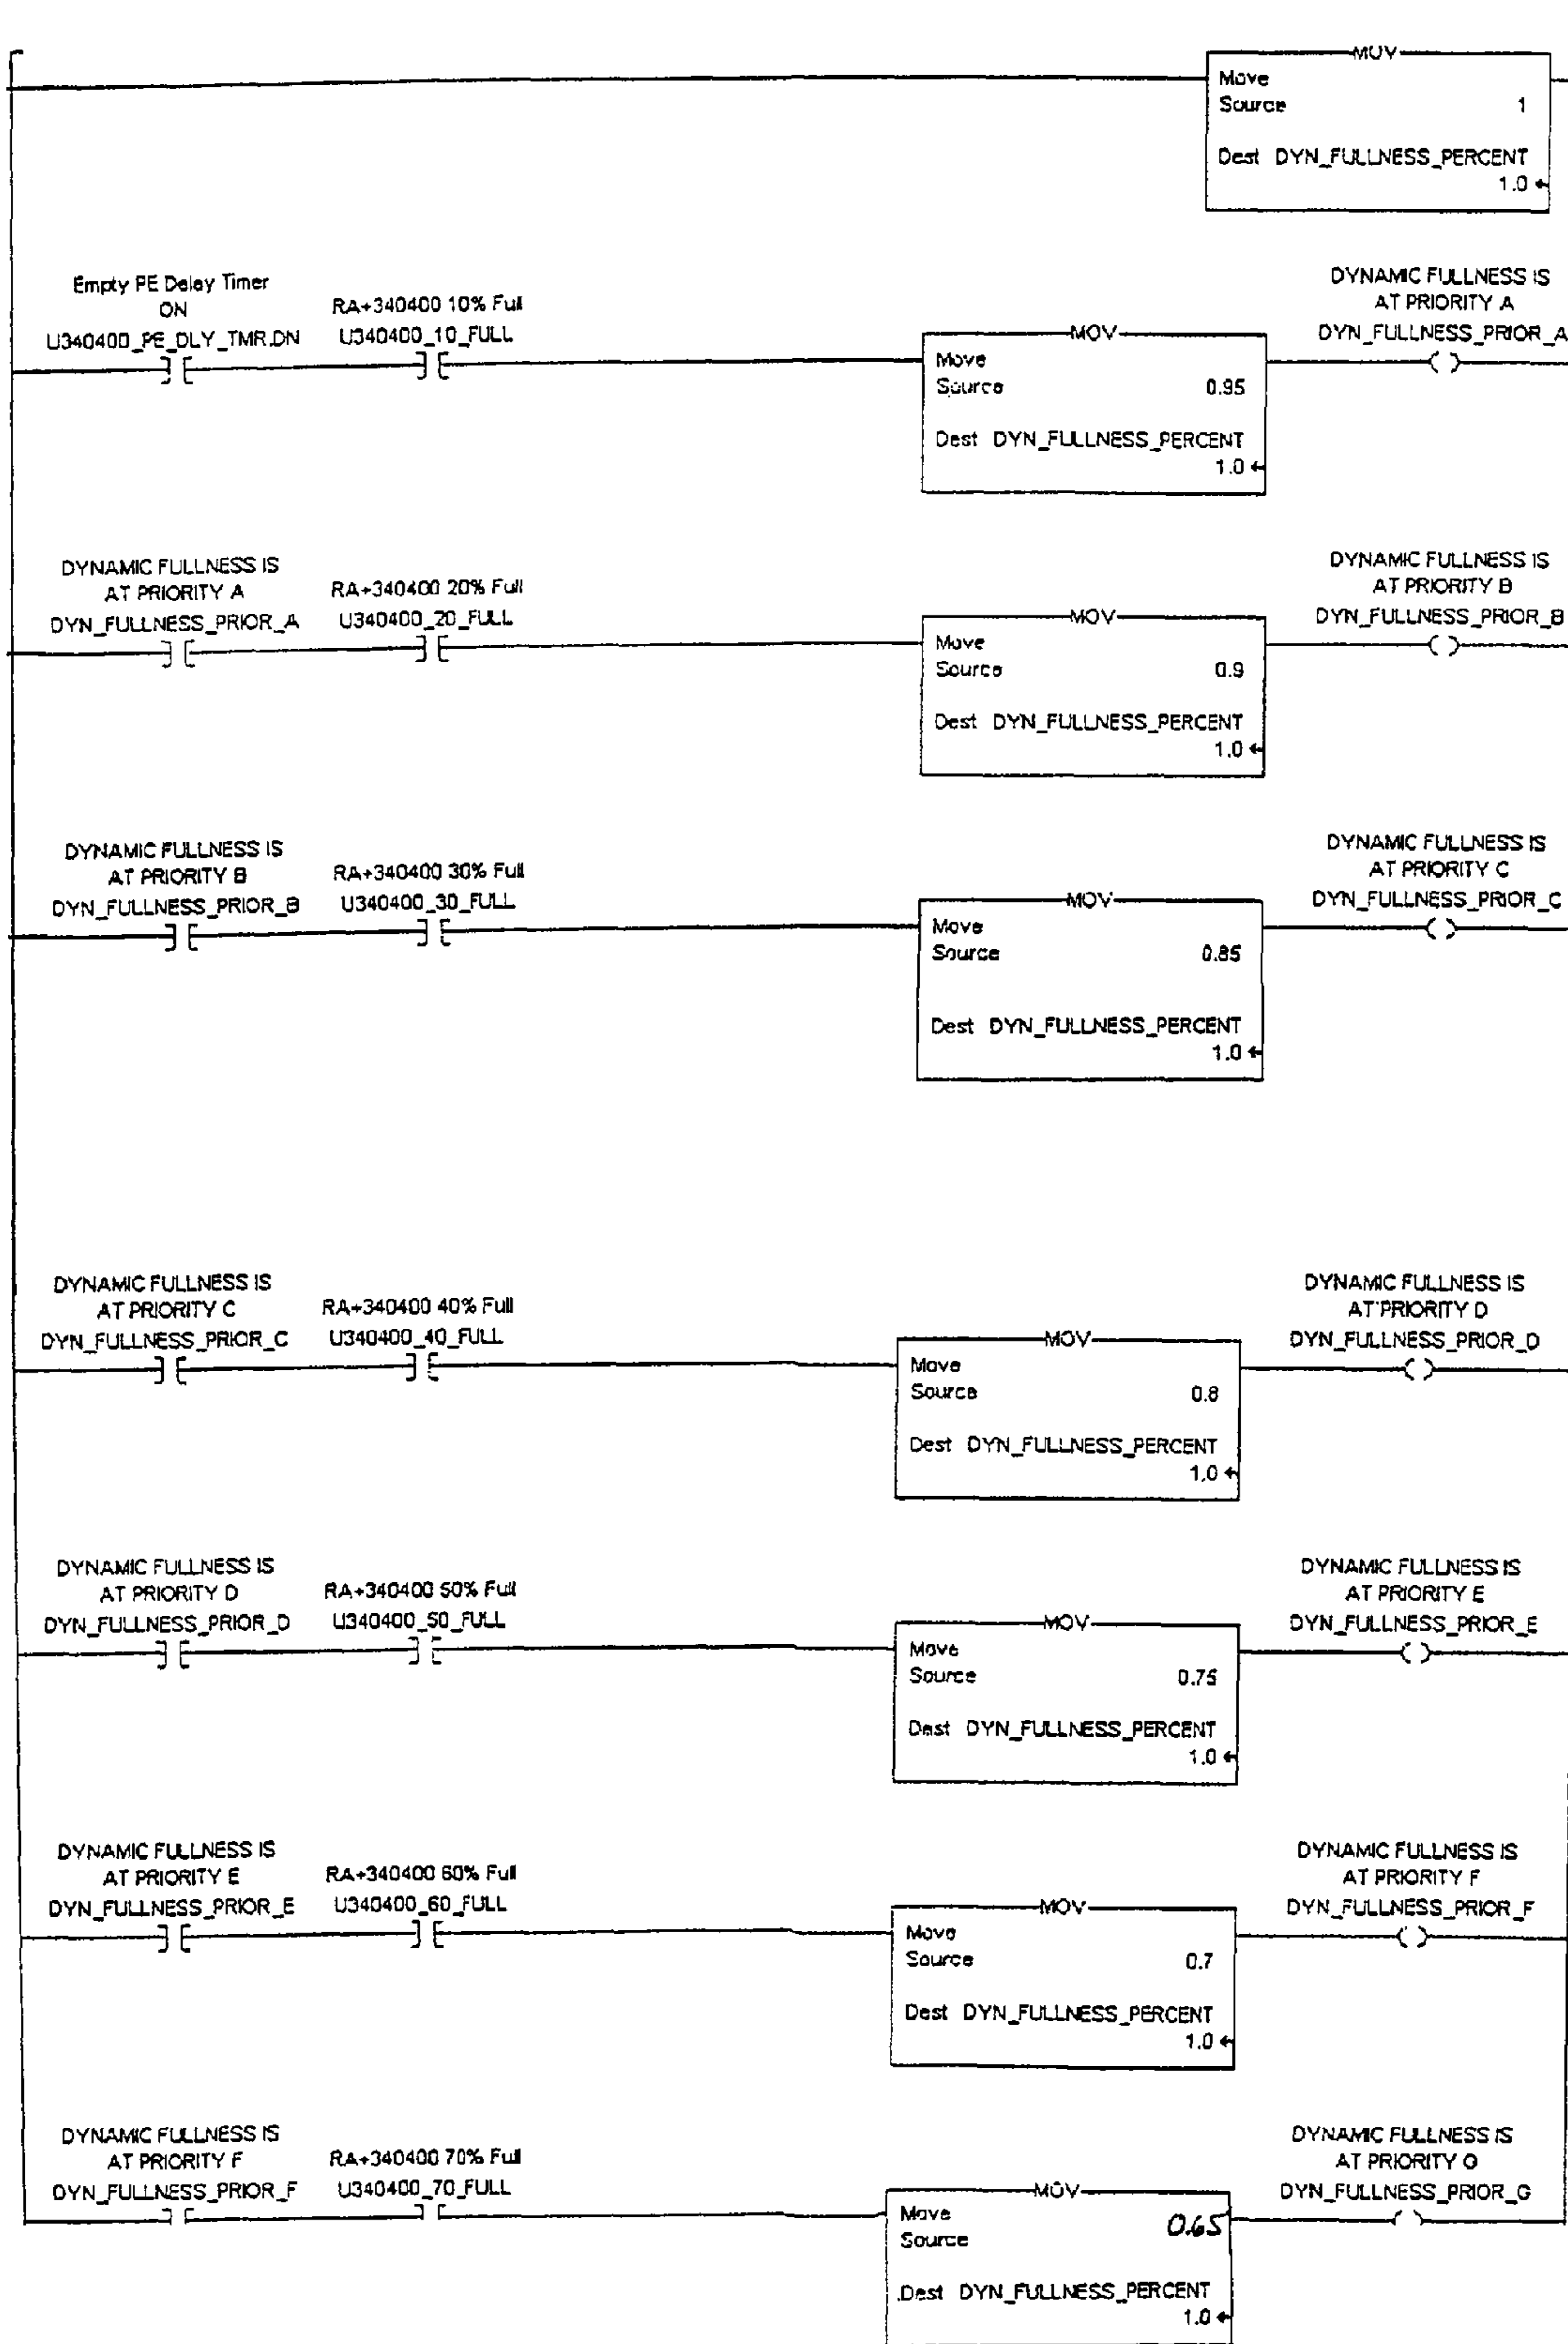 MOV
Move
Source 1
Dest DYN_FULLNESS_PERCENT
1.0
Empty PE Delay Timer
ON
U340400_PE_DLY_TMR.DN
RA+340400 10% Full
U340400_10_FULL
MOV
Move
Source 0.95
Dest DYN_FULLNESS_PERCENT
1.0
DYNAMIC FULLNESS IS
AT PRIORITY A
DYN_FULLNESS_PRIOR_A
DYNAMIC FULLNESS IS
AT PRIORITY A
DYN_FULLNESS_PRIOR_A
RA+340400 20% Full
U340400_20_FULL
MOV
Move
Source 0.9
Dest DYN_FULLNESS_PERCENT
1.0
DYNAMIC FULLNESS IS
AT PRIORITY B
DYN_FULLNESS_PRIOR_B
DYNAMIC FULLNESS IS
AT PRIORITY B
DYN_FULLNESS_PRIOR_B
RA+340400 30% Full
U340400_30_FULL
MOV
Move
Source 0.85
Dest DYN_FULLNESS_PERCENT
1.0
DYNAMIC FULLNESS IS
AT PRIORITY C
DYN_FULLNESS_PRIOR_C
DYNAMIC FULLNESS IS
AT PRIORITY C
DYN_FULLNESS_PRIOR_C
RA+340400 40% Full
U340400_40_FULL
MOV
Move
Source 0.8
Dest DYN_FULLNESS_PERCENT
1.0
DYNAMIC FULLNESS IS
AT PRIORITY D
DYN_FULLNESS_PRIOR_D
DYNAMIC FULLNESS IS
AT PRIORITY D
DYN_FULLNESS_PRIOR_D
RA+340400 50% Full
U340400_50_FULL
MOV
Move
Source 0.75
Dest DYN_FULLNESS_PERCENT
1.0
DYNAMIC FULLNESS IS
AT PRIORITY E
DYN_FULLNESS_PRIOR_E
DYNAMIC FULLNESS IS
AT PRIORITY E
DYN_FULLNESS_PRIOR_E
RA+340400 60% Full
U340400_60_FULL
MOV
Move
Source 0.7
Dest DYN_FULLNESS_PERCENT
1.0
DYNAMIC FULLNESS IS
AT PRIORITY F
DYN_FULLNESS_PRIOR_F
DYNAMIC FULLNESS IS
AT PRIORITY F
DYN_FULLNESS_PRIOR_F
RA+340400 70% Full
U340400_70_FULL
MOV
Move
Source 0.65
Dest DYN_FULLNESS_PERCENT
1.0
DYNAMIC FULLNESS IS
AT PRIORITY G
DYN_FULLNESS_PRIOR_G